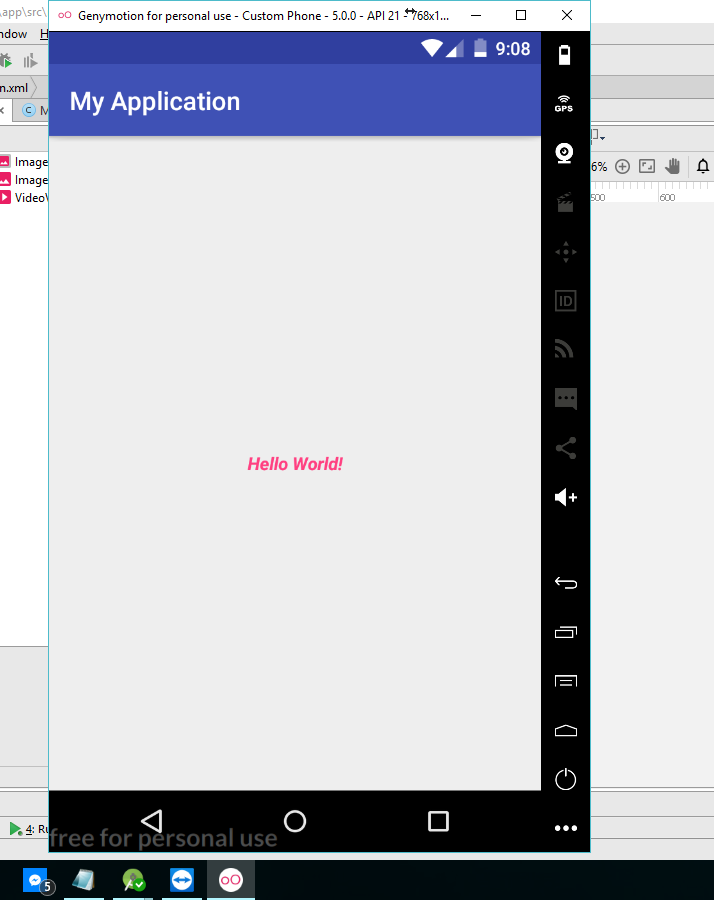 \app\src\
Genymotion for personal use - Custom Phone - 5.0.0 - API 21 - 768x1...
ndow H
9:08
n.xml
My Application
GPS
C M
6%
Image
Image
Video
500 600
ID
Hello World!
4: Ru
free for personal use
5